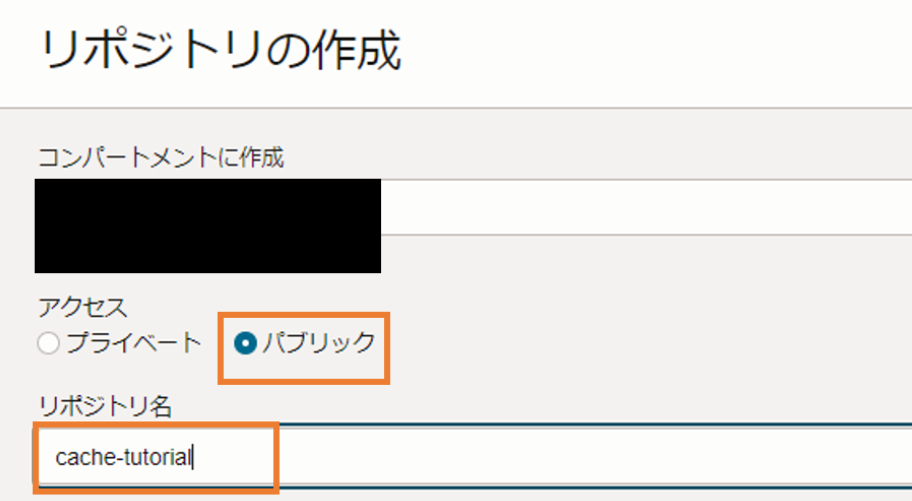 リポジトリの作成
コンパートメントに作成
アクセス
プライベート パブリック
リポジトリ名
cache-tutorial